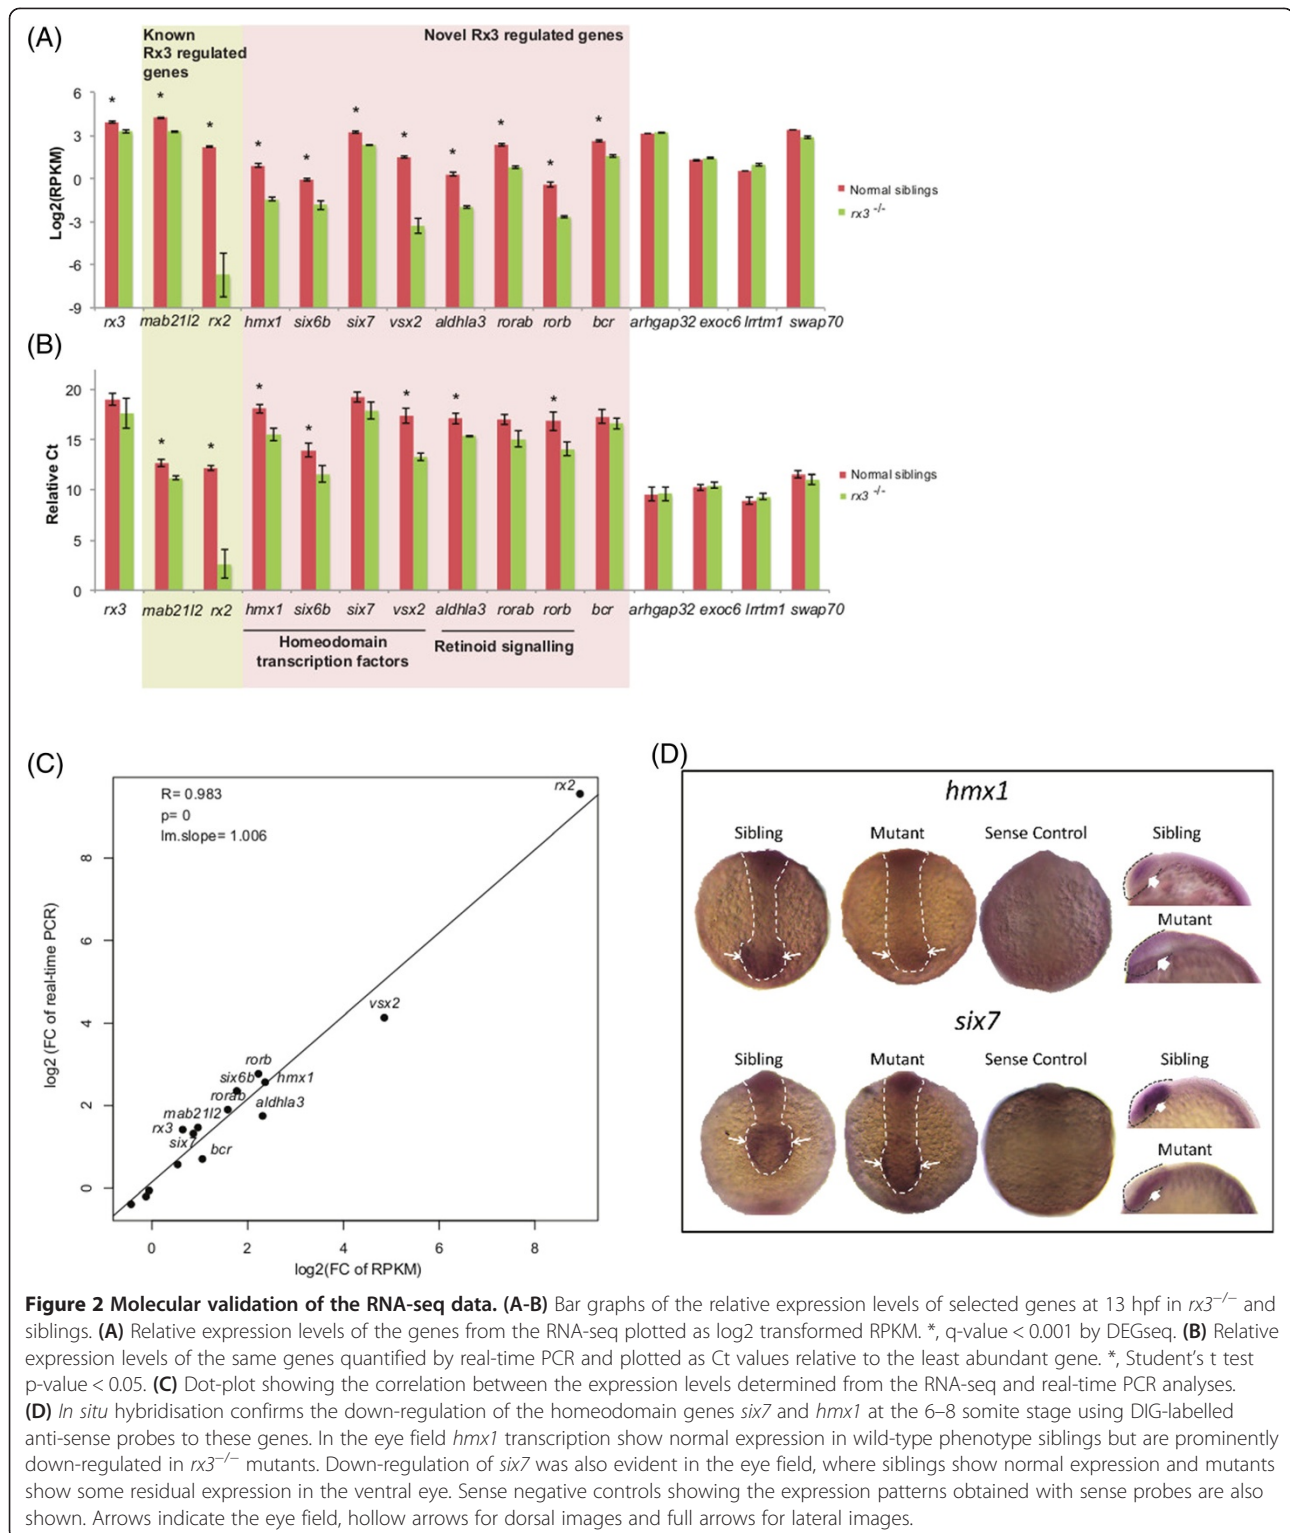 (A)
Known
Rx3 regulated
genes
Novel Rx3 regulated genes
Log2(RPKM)
6
3
0
-3
-6
-9
* * * * * * * * * * *
Normal siblings
rx3 -/-
rx3 mab21l2 rx2 hmx1 six6b six7 vsx2 aldhla3 rorab rorb bcr arhgap32 exoc6 lrrtm1 swap70
(B)
Relative Ct
20
15
10
5
0
* * * * * * *
Normal siblings
rx3 -/-
rx3 mab21l2 rx2 hmx1 six6b six7 vsx2 aldhla3 rorab rorb bcr arhgap32 exoc6 lrrtm1 swap70
Homeodomain
transcription factors
Retinoid signalling
(C)
R= 0.983
p= 0
lm.slope= 1.006
log2 (FC of real-time PCR)
8
6
4
2
0
rx2
vsx2
rorb
six6b
hmx1
rorab
aldhla3
mab21l2
rx3
six7
bcr
0 2 4 6 8
log2(FC of RPKM)
(D)
hmx1
Sibling Mutant Sense Control Sibling
Mutant
six7
Sibling Mutant Sense Control Sibling
Mutant
Figure 2 Molecular validation of the RNA-seq data. (A-B) Bar graphs of the relative expression levels of selected genes at 13 hpf in rx3−/− and
siblings. (A) Relative expression levels of the genes from the RNA-seq plotted as log2 transformed RPKM. *, q-value < 0.001 by DEGseq. (B) Relative
expression levels of the same genes quantified by real-time PCR and plotted as Ct values relative to the least abundant gene. *, Student's t test
p-value < 0.05. (C) Dot-plot showing the correlation between the expression levels determined from the RNA-seq and real-time PCR analyses.
(D) In situ hybridisation confirms the down-regulation of the homeodomain genes six7 and hmx1 at the 6–8 somite stage using DIG-labelled
anti-sense probes to these genes. In the eye field hmx1 transcription show normal expression in wild-type phenotype siblings but are prominently
down-regulated in rx3−/− mutants. Down-regulation of six7 was also evident in the eye field, where siblings show normal expression and mutants
show some residual expression in the ventral eye. Sense negative controls showing the expression patterns obtained with sense probes are also
shown. Arrows indicate the eye field, hollow arrows for dorsal images and full arrows for lateral images.